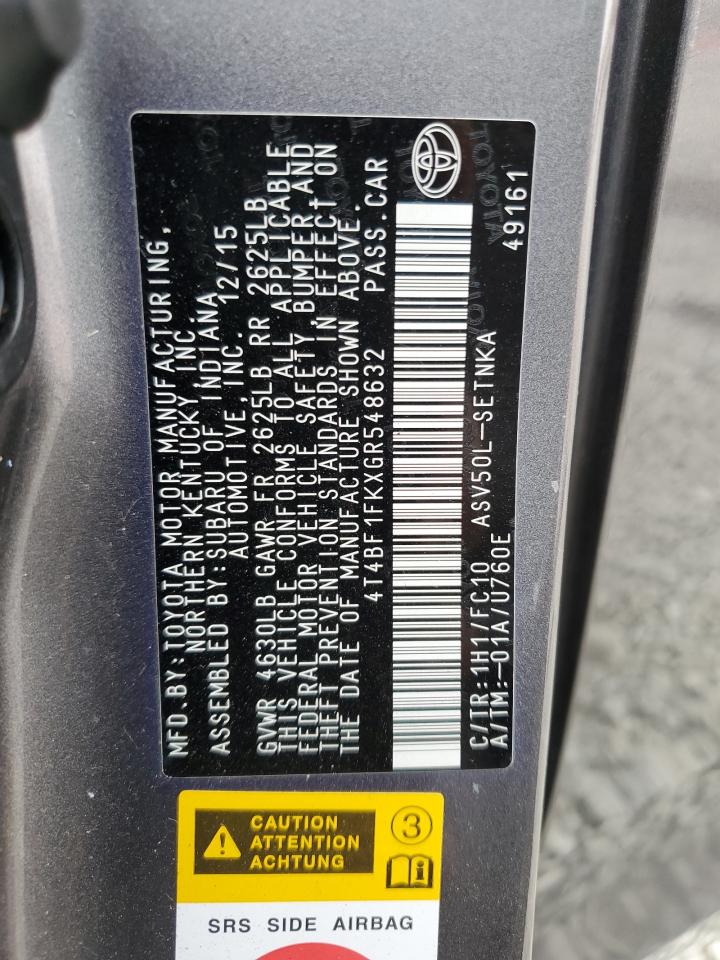 MFD.BY:TOYOTA MOTOR MANUFACTURING,
NORTHERN KENTUCKY INC.
ASSEMBLED BY:SUBARU OF INDIANA
AUTOMOTIVE, INC. 12/15
GVWR 4630LB GAWR-FR 2625LB RR 2625LB
THIS VEHICLE CONFORMS TO ALL APPLICABLE
FEDERAL MOTOR VEHICLE SAFETY, BUMPER,AND
THEFT PREVENTION STANDARDS IN EFFECT ON
THE DATE OF MANUFACTURE SHOWN ABOVE.
4T4BF1FKXGR548632 PASS.CAR
C/TR:1H1/FC10 ASV50L-SETNKA
A/TM:-01A/U760E 49161
CAUTION
ATTENTION
ACHTUNG
3
SRS SIDE AIRBAG